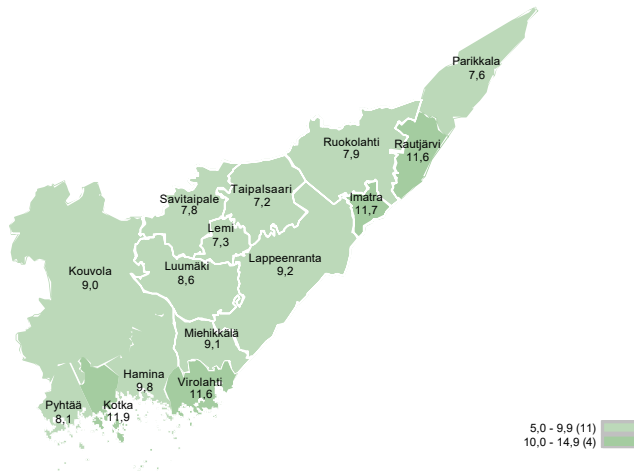 Parikkala
7,6
Ruokolahti
7,9
Rautjärvi
11,6
Taipalsaari
7,2
Imatra
11,7
Savitaipale
7,8
Lemi
7,3
Lappeenranta
9,2
Luumäki
8,6
Kouvola
9,0
Miehikkälä
9,1
Hamina
9,8
Virolahti
11,6
Pyhtää
8,1
Kotka
11,9
5,0 - 9,9 (11)
10,0 - 14,9 (4)